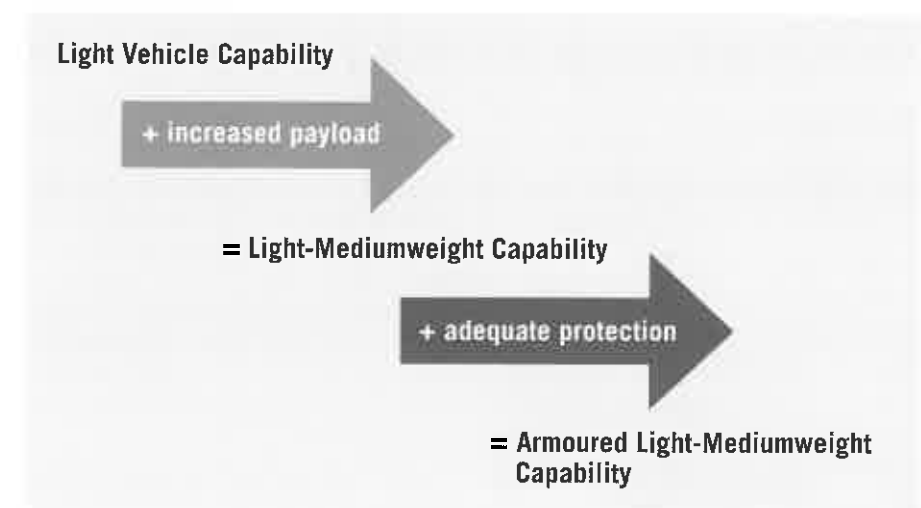 Light Vehicle Capability
+ increased payload
= Light-Mediumweight Capability
+ adequate protection
= Armoured Light-Mediumweight
Capability